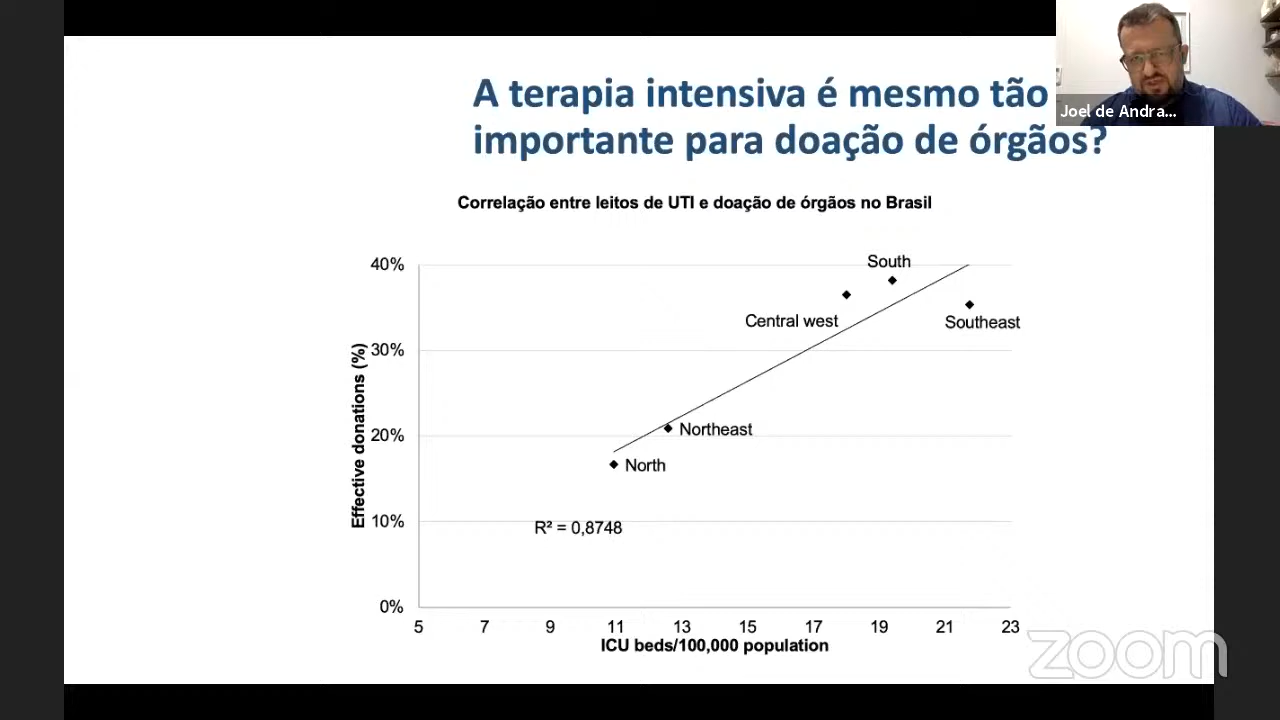 A terapia intensiva é mesmo tão
importante para doação de órgãos?
Joel de Andra...
Correlação entre leitos de UTI e doação de órgãos no Brasil
Effective donations (%)
40%
30%
20%
10%
0%
South
Central west
Southeast
Northeast
North
R² = 0,8748
5 7 9 11 13 15 17 19 21 23
ICU beds/100,000 population
zoom